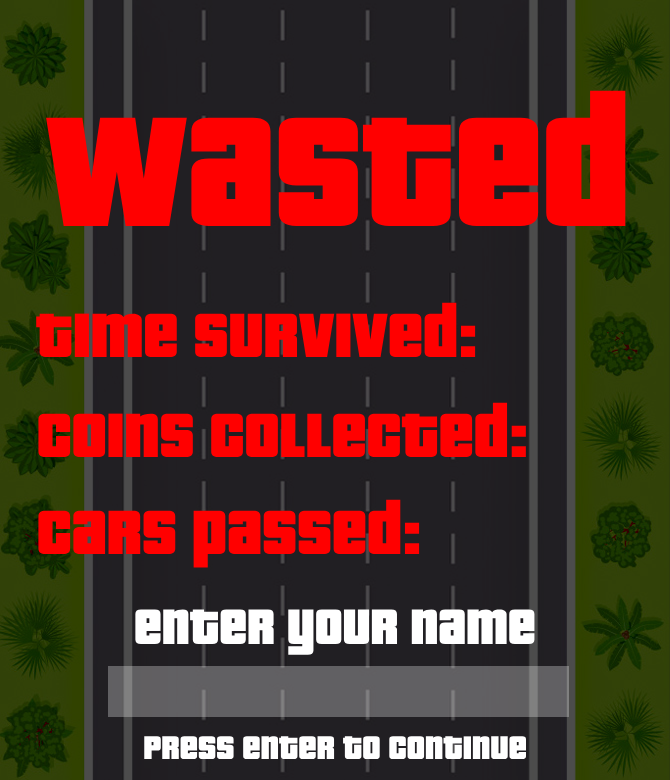 wasted
time survived:
coins collected:
cars passed:
enter your name
press enter to continue